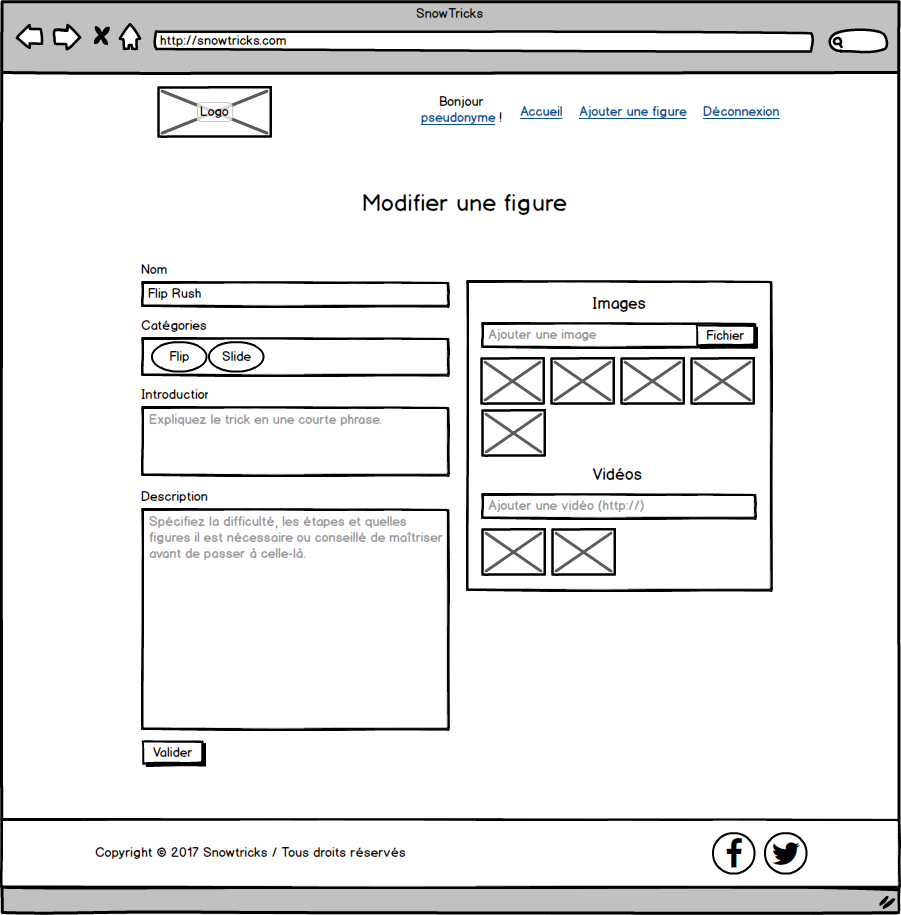 SnowTricks
http://snowtricks.com
Logo
Bonjour
pseudonyme !
Accueil
Ajouter une figure
Déconnexion
Modifier une figure
Nom
Flip Rush
Catégories
Flip
Slide
Introduction
Expliquez le trick en une courte phrase.
Description
Spécifiez la difficulté, les étapes et quelles
figures il est nécessaire ou conseillé de maîtriser
avant de passer à celle-là.
Valider
Images
Ajouter une image
Fichier
Vidéos
Ajouter une vidéo (http://)
Copyright © 2017 Snowtricks / Tous droits réservés